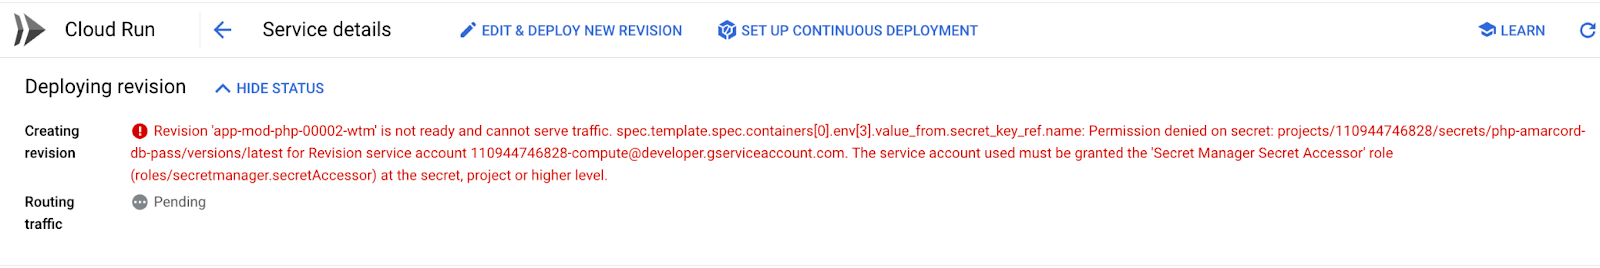 Cloud Run
Service details
EDIT & DEPLOY NEW REVISION
SET UP CONTINUOUS DEPLOYMENT
LEARN
Deploying revision
HIDE STATUS
Creating
revision
Revision 'app-mod-php-00002-wtm' is not ready and cannot serve traffic. spec.template.spec.containers[0].env[3].value_from.secret_key_ref.name: Permission denied on secret: projects/110944746828/secrets/php-amarcord-
db-pass/versions/latest for Revision service account 110944746828-compute@developer.gserviceaccount.com. The service account used must be granted the 'Secret Manager Secret Accessor' role
(roles/secretmanager.secretAccessor) at the secret, project or higher level.
Routing
traffic
Pending